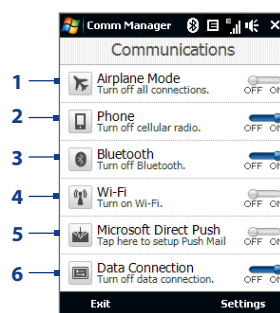 Comm Manager
Communications
1 Airplane Mode
Turn off all connections.
OFF ON
2 Phone
Turn off cellular radio.
OFF ON
3 Bluetooth
Turn off Bluetooth.
OFF ON
4 Wi-Fi
Turn on Wi-Fi.
OFF ON
5 Microsoft Direct Push
Tap here to setup Push Mail
OFF ON
6 Data Connection
Turn off data connection.
OFF ON
Exit Settings